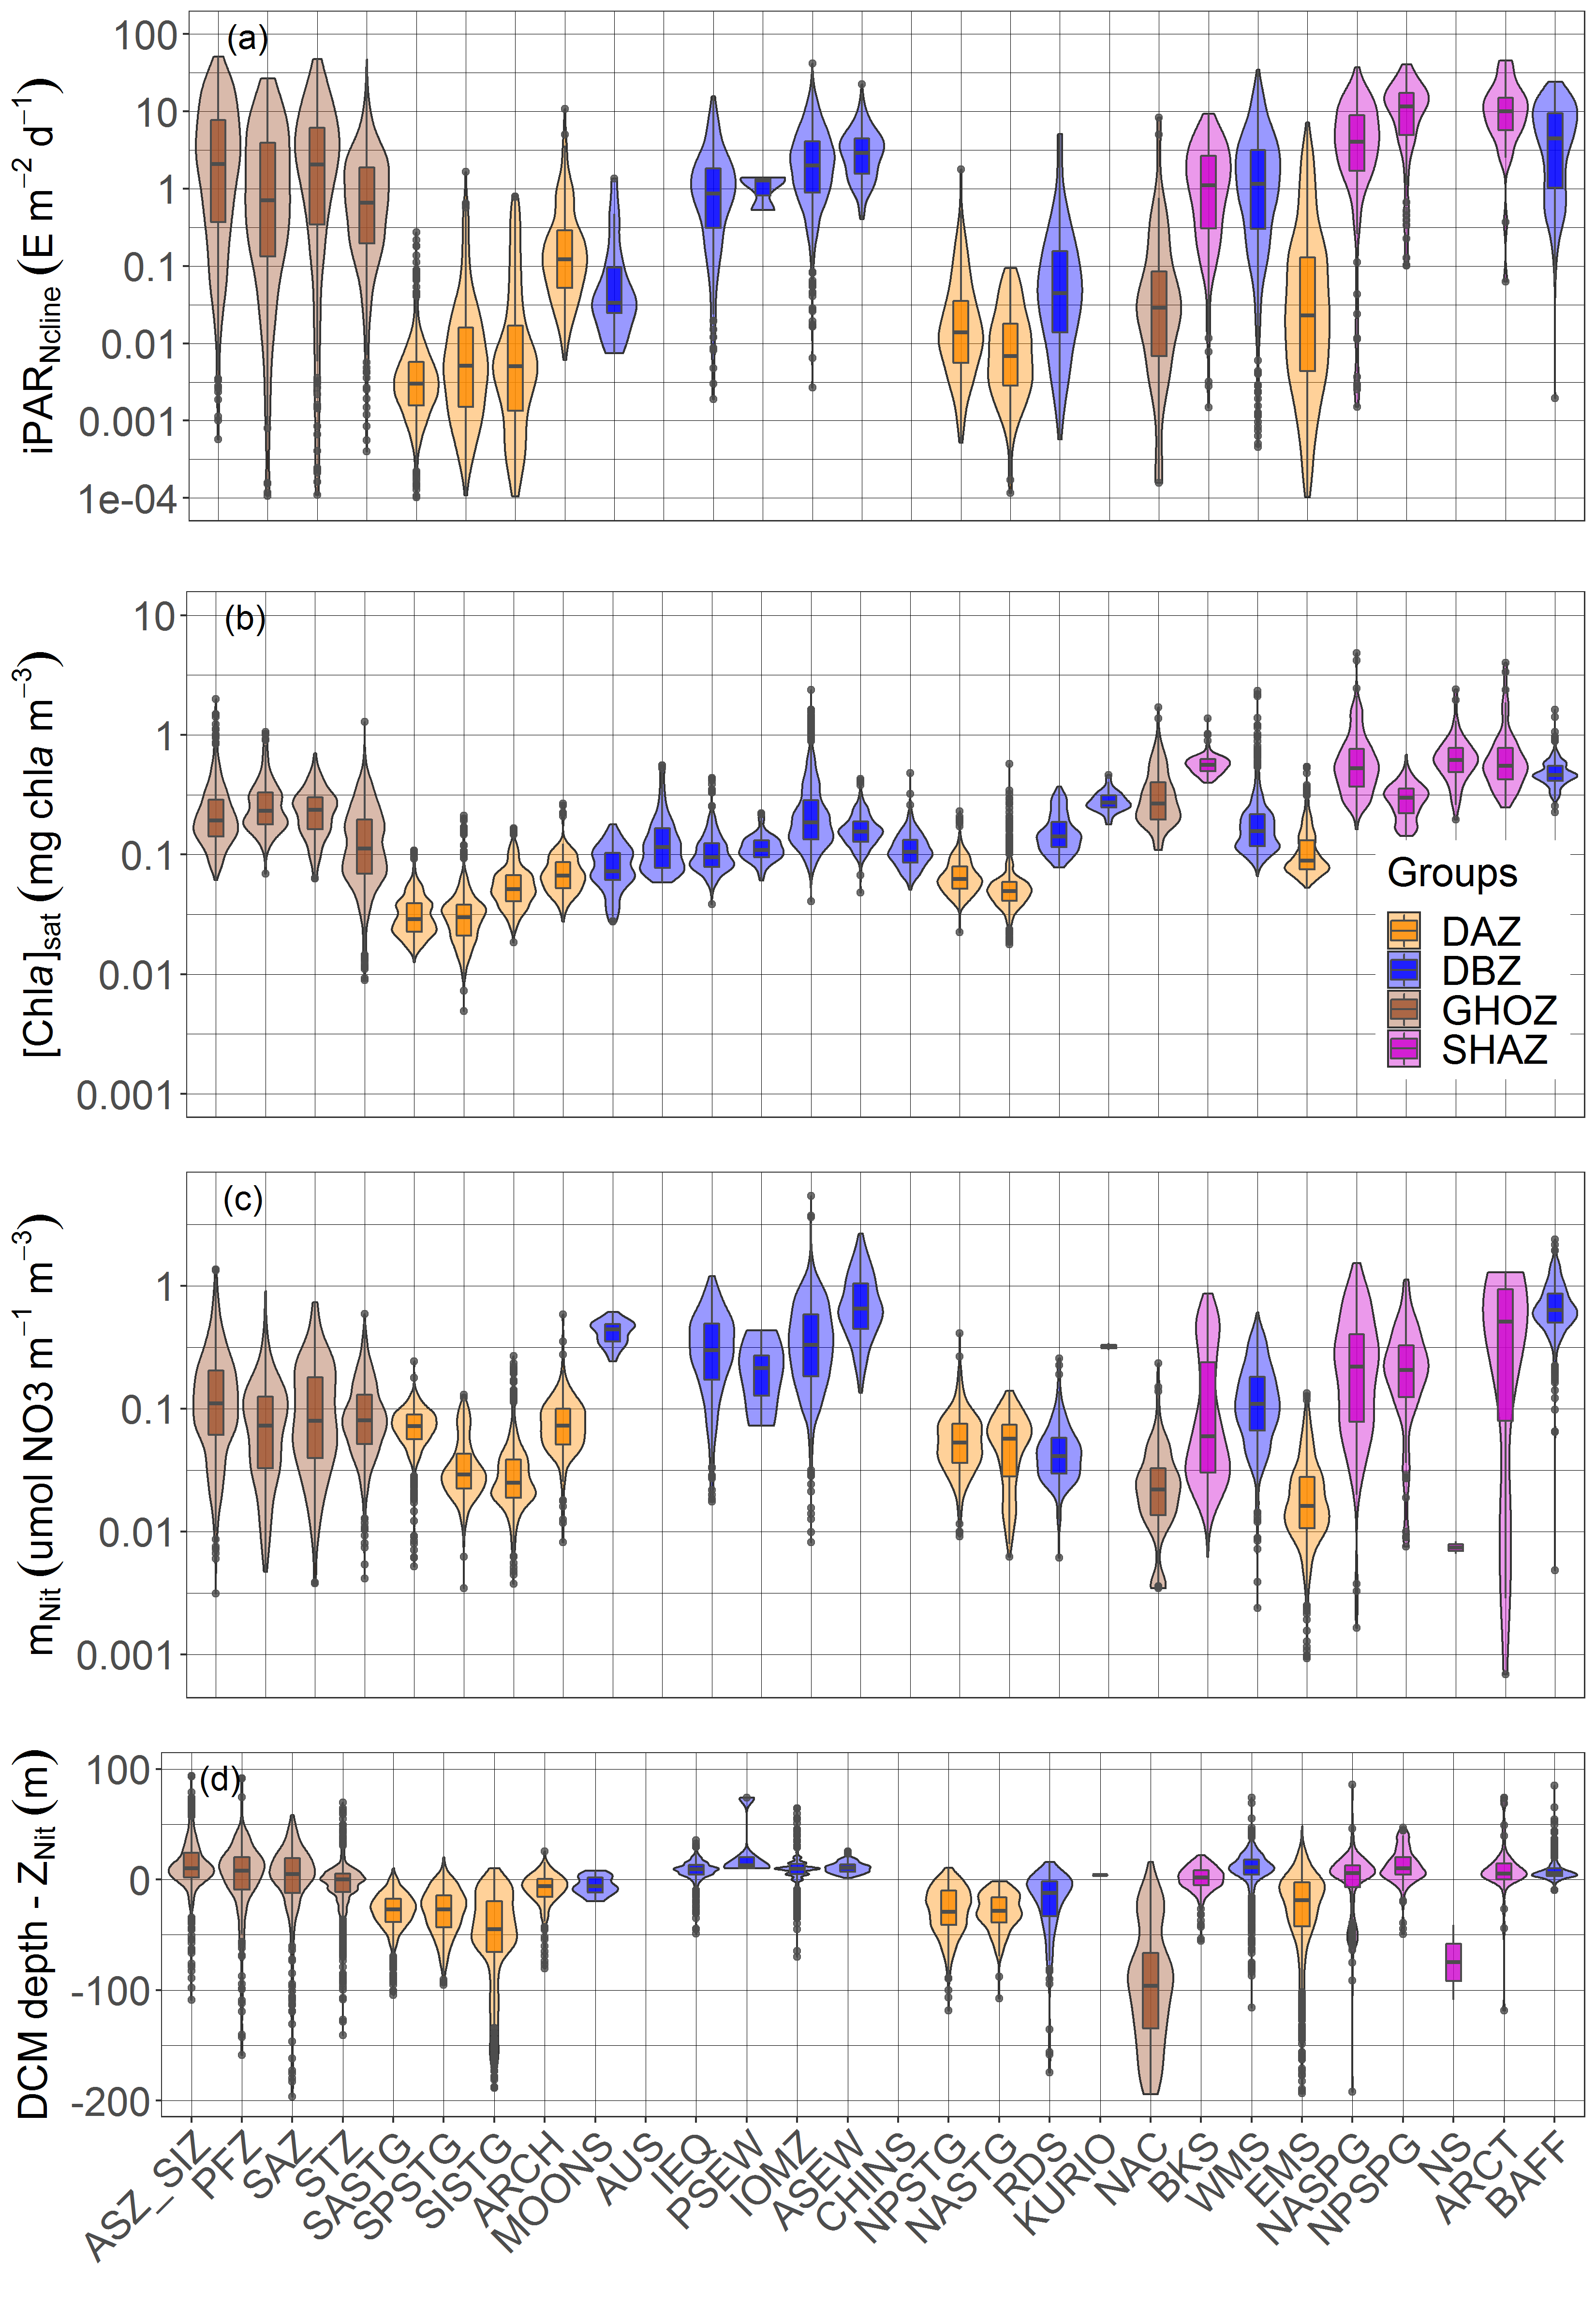 (a)
iPARNcline (E m−2 d−1)
100
10
1
0.1
0.01
0.001
1e-04
(b)
[Chla]sat (mg chla m−3)
10
1
0.1
0.01
0.001
Groups
DAZ
DBZ
GHOZ
SHAZ
(c)
mNit (umol NO3 m−1 m−3)
1
0.1
0.01
0.001
(d)
DCM depth - ZNit (m)
100
0
-100
-200
ASZ_SIZ
PFZ
SAZ
STZ
SASTG
SPSTG
SISTG
ARCH
MOONS
AUS
IEQ
PSEW
IOMZ
ASEW
CHINS
NPSTG
NASTG
RDS
KURIO
NAC
BKS
WMS
EMS
NASPG
NPSPG
NS
ARCT
BAFF